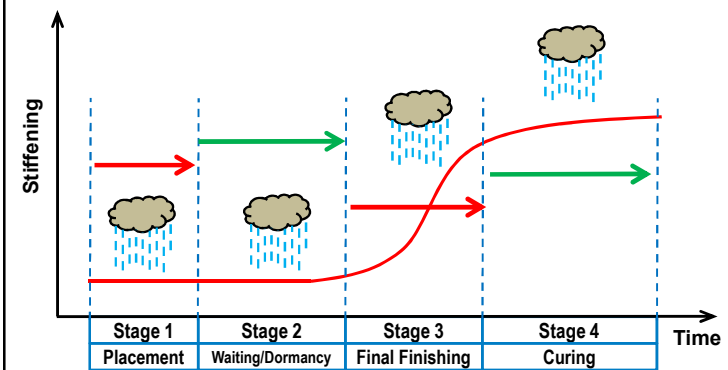 Stiffening
Stage 1
Stage 2
Stage 3
Stage 4
Time
Placement
Waiting/Dormancy
Final Finishing
Curing